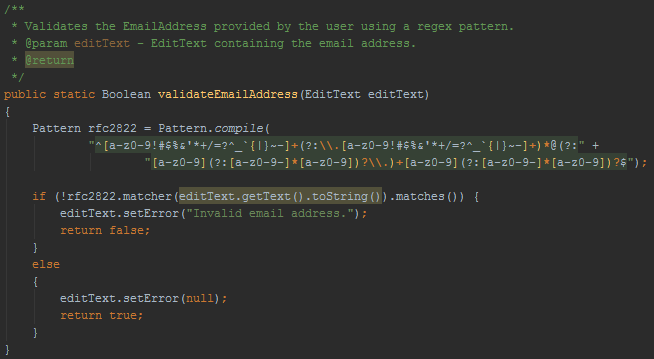 /**
 * Validates the EmailAddress provided by the user using a regex pattern.
 * @param editText - EditText containing the email address.
 * @return
 */
public static Boolean validateEmailAddress(EditText editText)
{
    Pattern rfc2822 = Pattern.compile(
            "^[a-z0-9!#$%&'*+/=?^_`{|}~-]+(?:\\.[a-z0-9!#$%&'*+/=?^_`{|}~-]+)*@(?:" +
                    "[a-z0-9](?:[a-z0-9-]*[a-z0-9])?\\.)+[a-z0-9](?:[a-z0-9-]*[a-z0-9])?$");

    if (!rfc2822.matcher(editText.getText().toString()).matches()) {
        editText.setError("Invalid email address.");
        return false;
    }
    else
    {
        editText.setError(null);
        return true;
    }
}